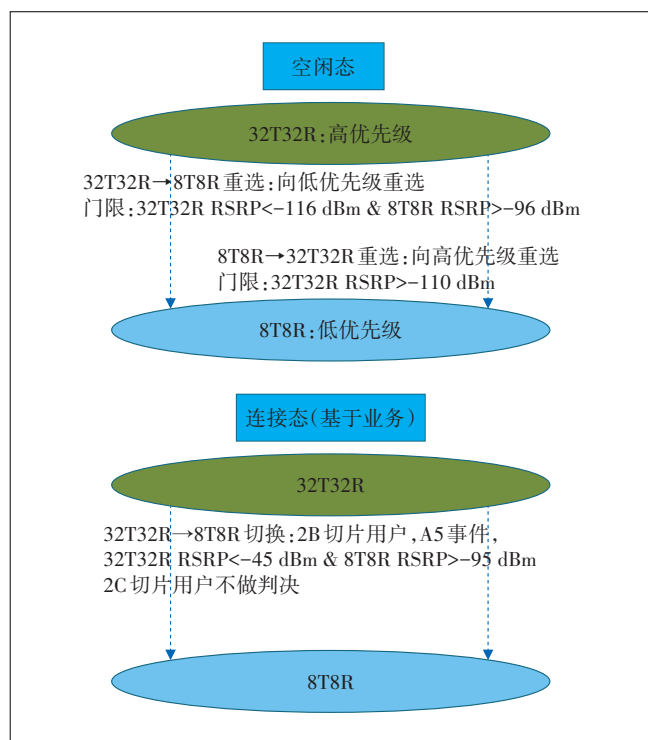 空闲态
32T32R:高优先级
32T32R→8T8R重选:向低优先级重选
门限:32T32R RSRP<-116 dBm & 8T8R RSRP>-96 dBm
8T8R→32T32R重选:向高优先级重选
门限:32T32R RSRP>-110 dBm
8T8R:低优先级
连接态(基于业务)
32T32R
32T32R→8T8R切换:2B切片用户,A5事件,
32T32R RSRP<-45 dBm & 8T8R RSRP>-95 dBm
2C切片用户不做判决
8T8R